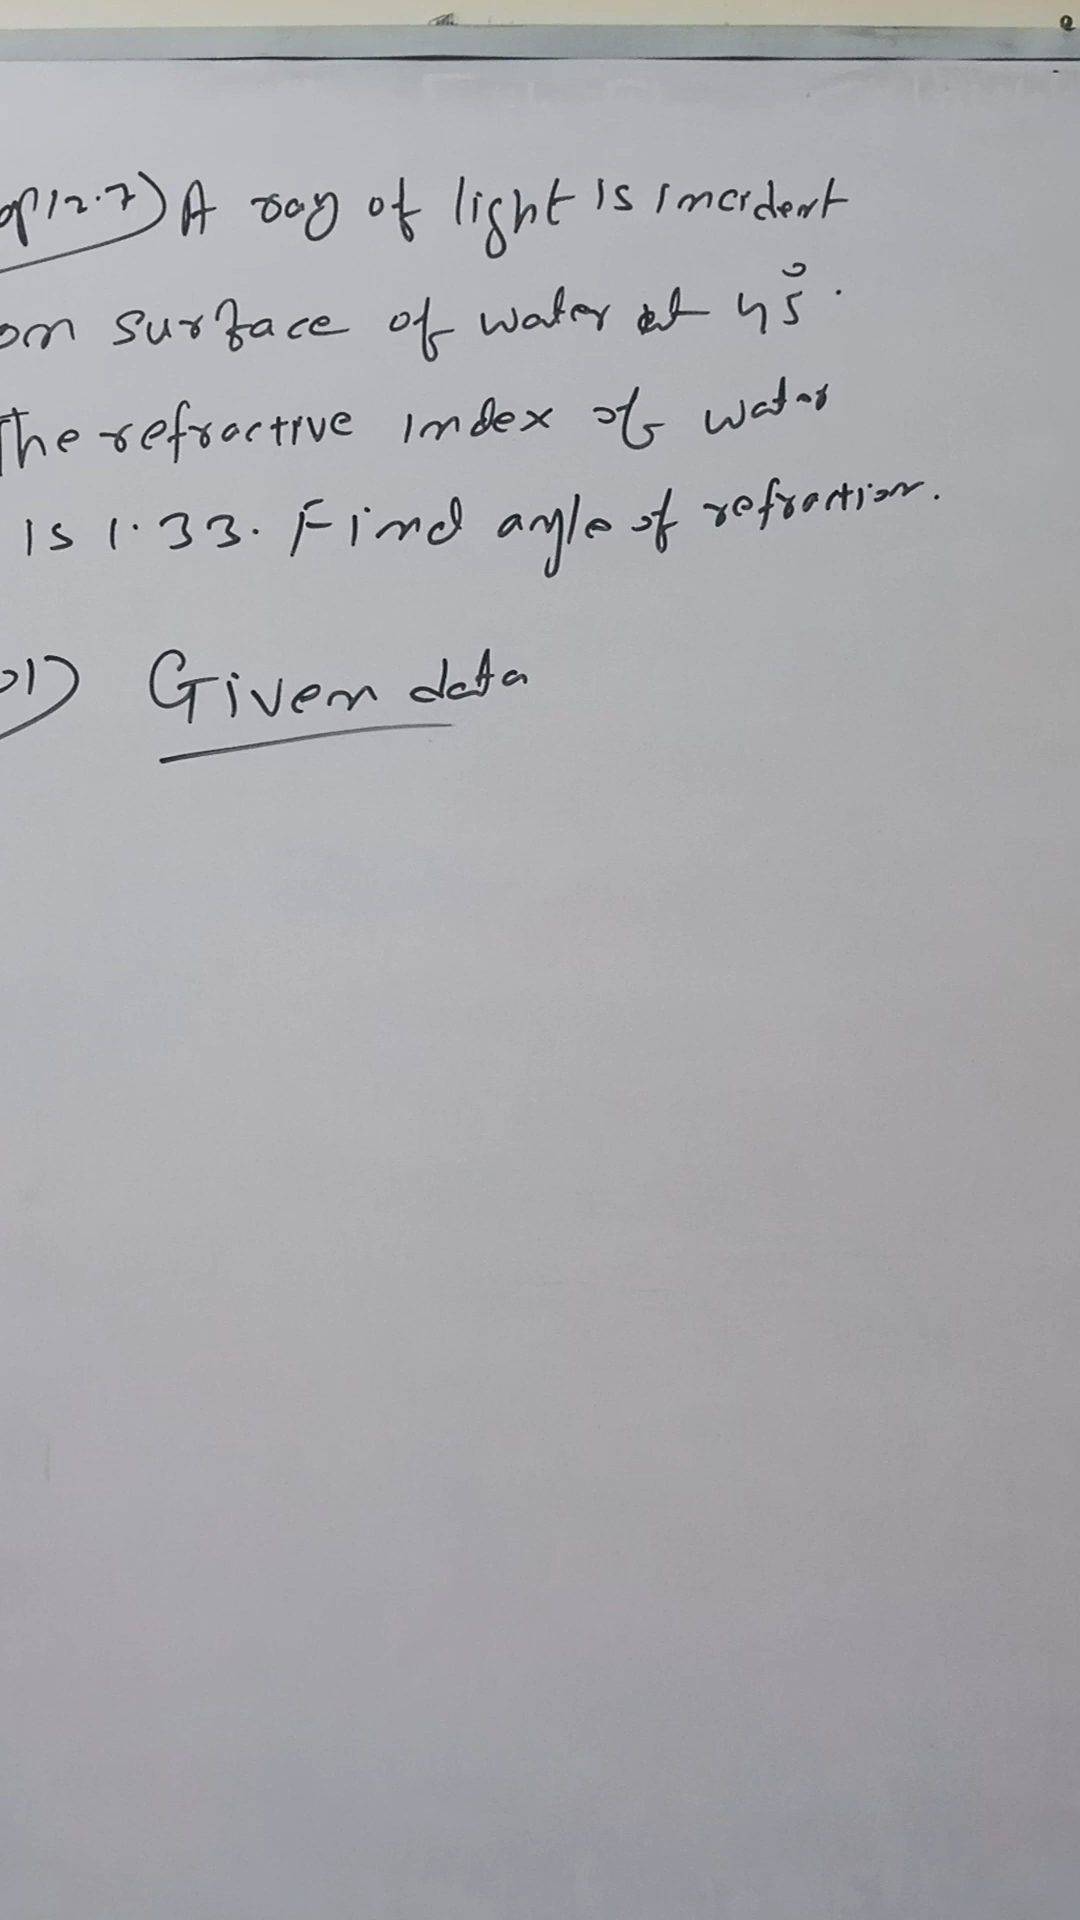 12.7) A ray of light is incident
on surface of water at 45°.
The refractive index of water
is 1.33. Find angle of refraction.
Given data